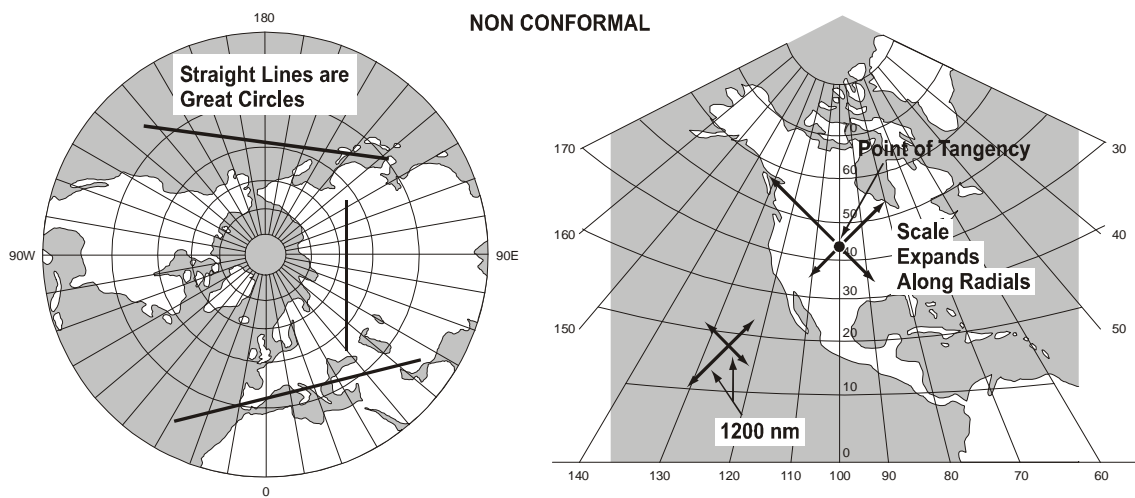 NON CONFORMAL
180
Straight Lines are
Great Circles
90W
90E
0
170
160
150
30
40
50
70
60
50
40
30
20
10
0
Point of Tangency
Scale
Expands
Along Radials
1200 nm
140
130
120
110
100
90
80
70
60